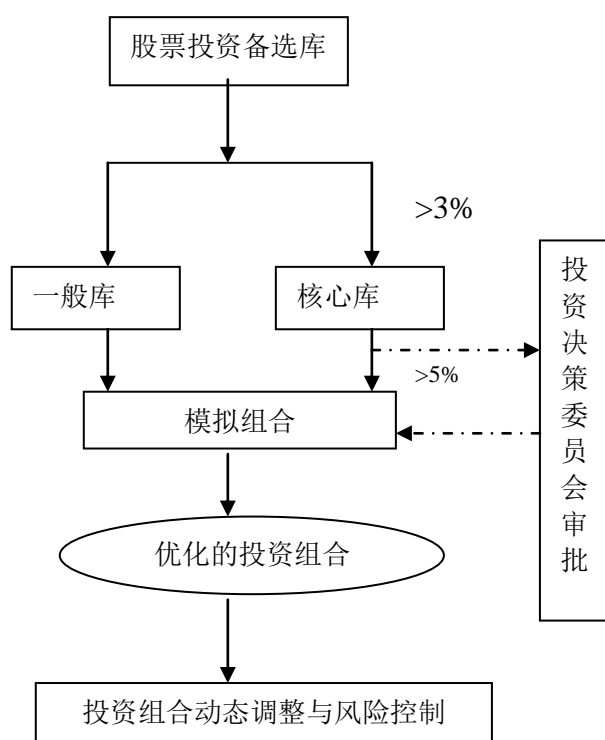 股票投资备选库
>3%
一般库
核心库
投资决策委员会审批
>5%
模拟组合
优化的投资组合
投资组合动态调整与风险控制